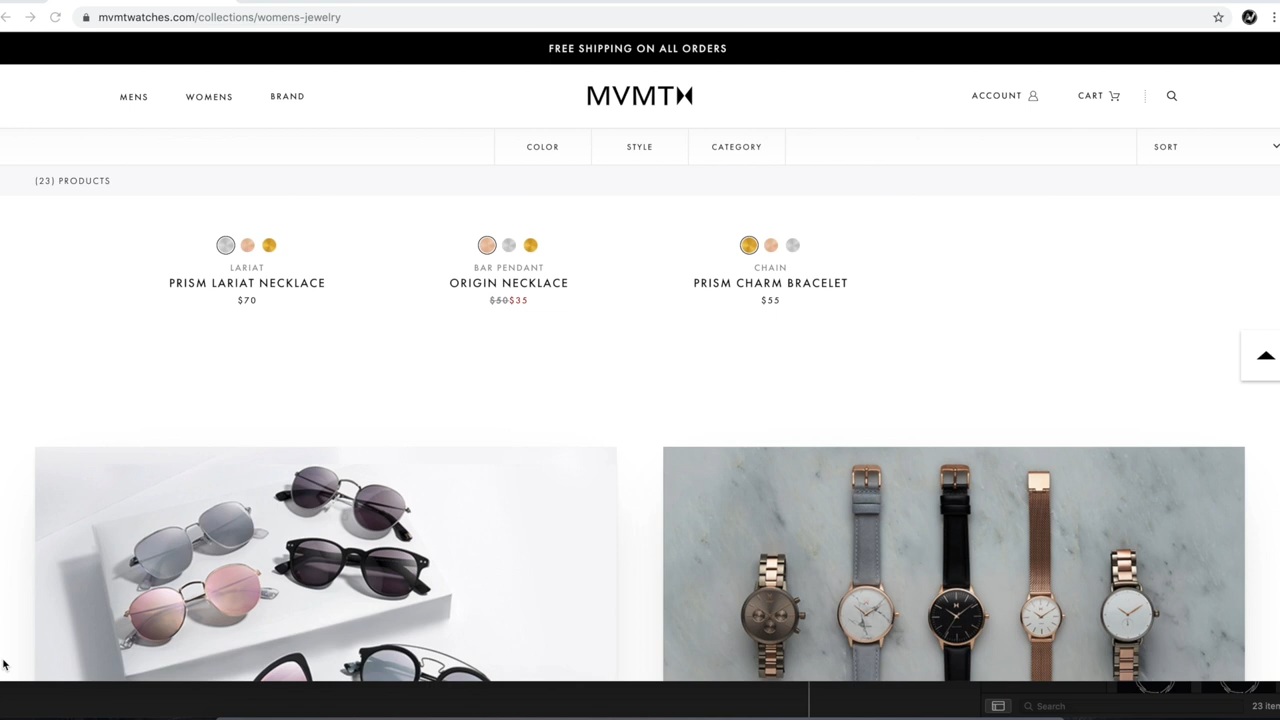 mvmtwatches.com/collections/womens-jewelry
FREE SHIPPING ON ALL ORDERS
MENS WOMENS BRAND MVMT ACCOUNT CART
COLOR STYLE CATEGORY SORT
(23) PRODUCTS
LARIAT BAR PENDANT CHAIN
PRISM LARIAT NECKLACE ORIGIN NECKLACE PRISM CHARM BRACELET
$70 $50$35 $55
Search 23 item